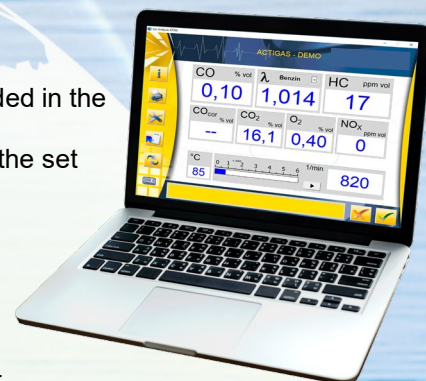 ded in the
the set
ACTIGAS - DEMO
CO % vol λ Benzin HC ppm vol
0,10 1,014 17
COcor % vol CO2 % vol O2 % vol NOX ppm vol
-- 16,1 0,40 0
°C 0 1 2 3 4 5 6 1/min
85 820